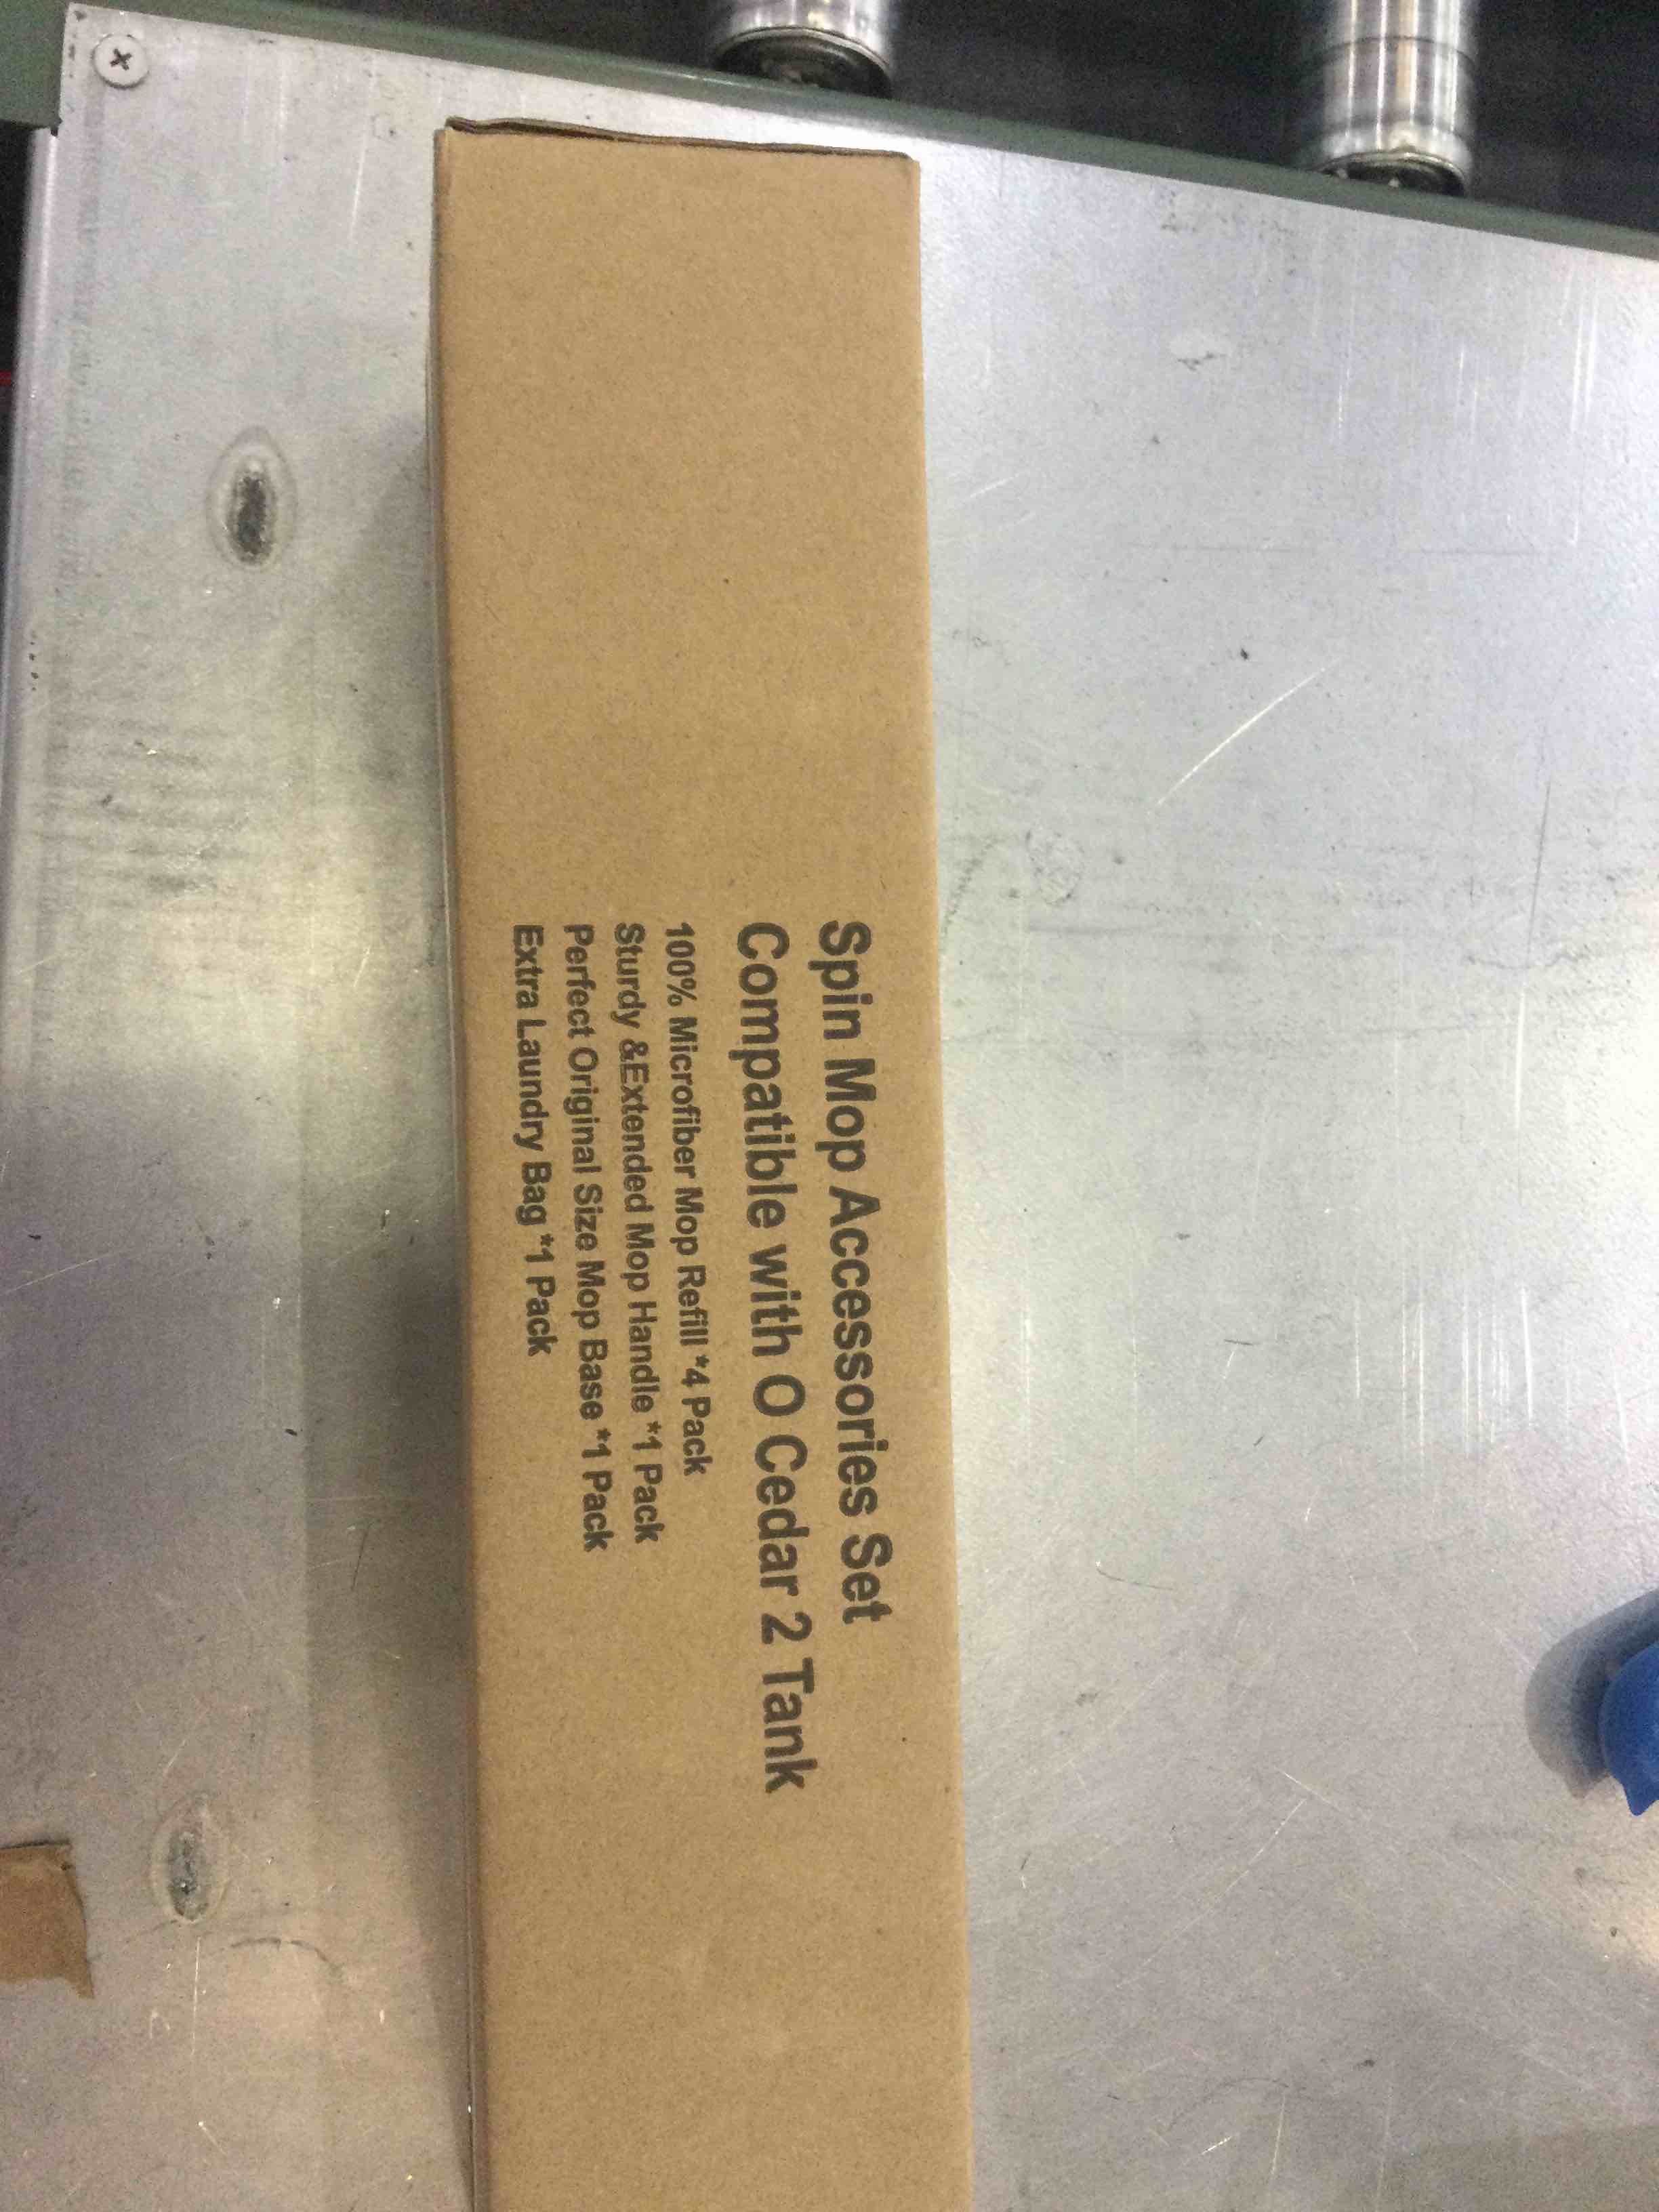 Spin Mop Accessories Set
Compatible with O Cedar 2 Tank
100% Microfiber Mop Refill *4 Pack
Sturdy &Extended Mop Handle *1 Pack
Perfect Original Size Mop Base *1 Pack
Extra Laundry Bag *1 Pack